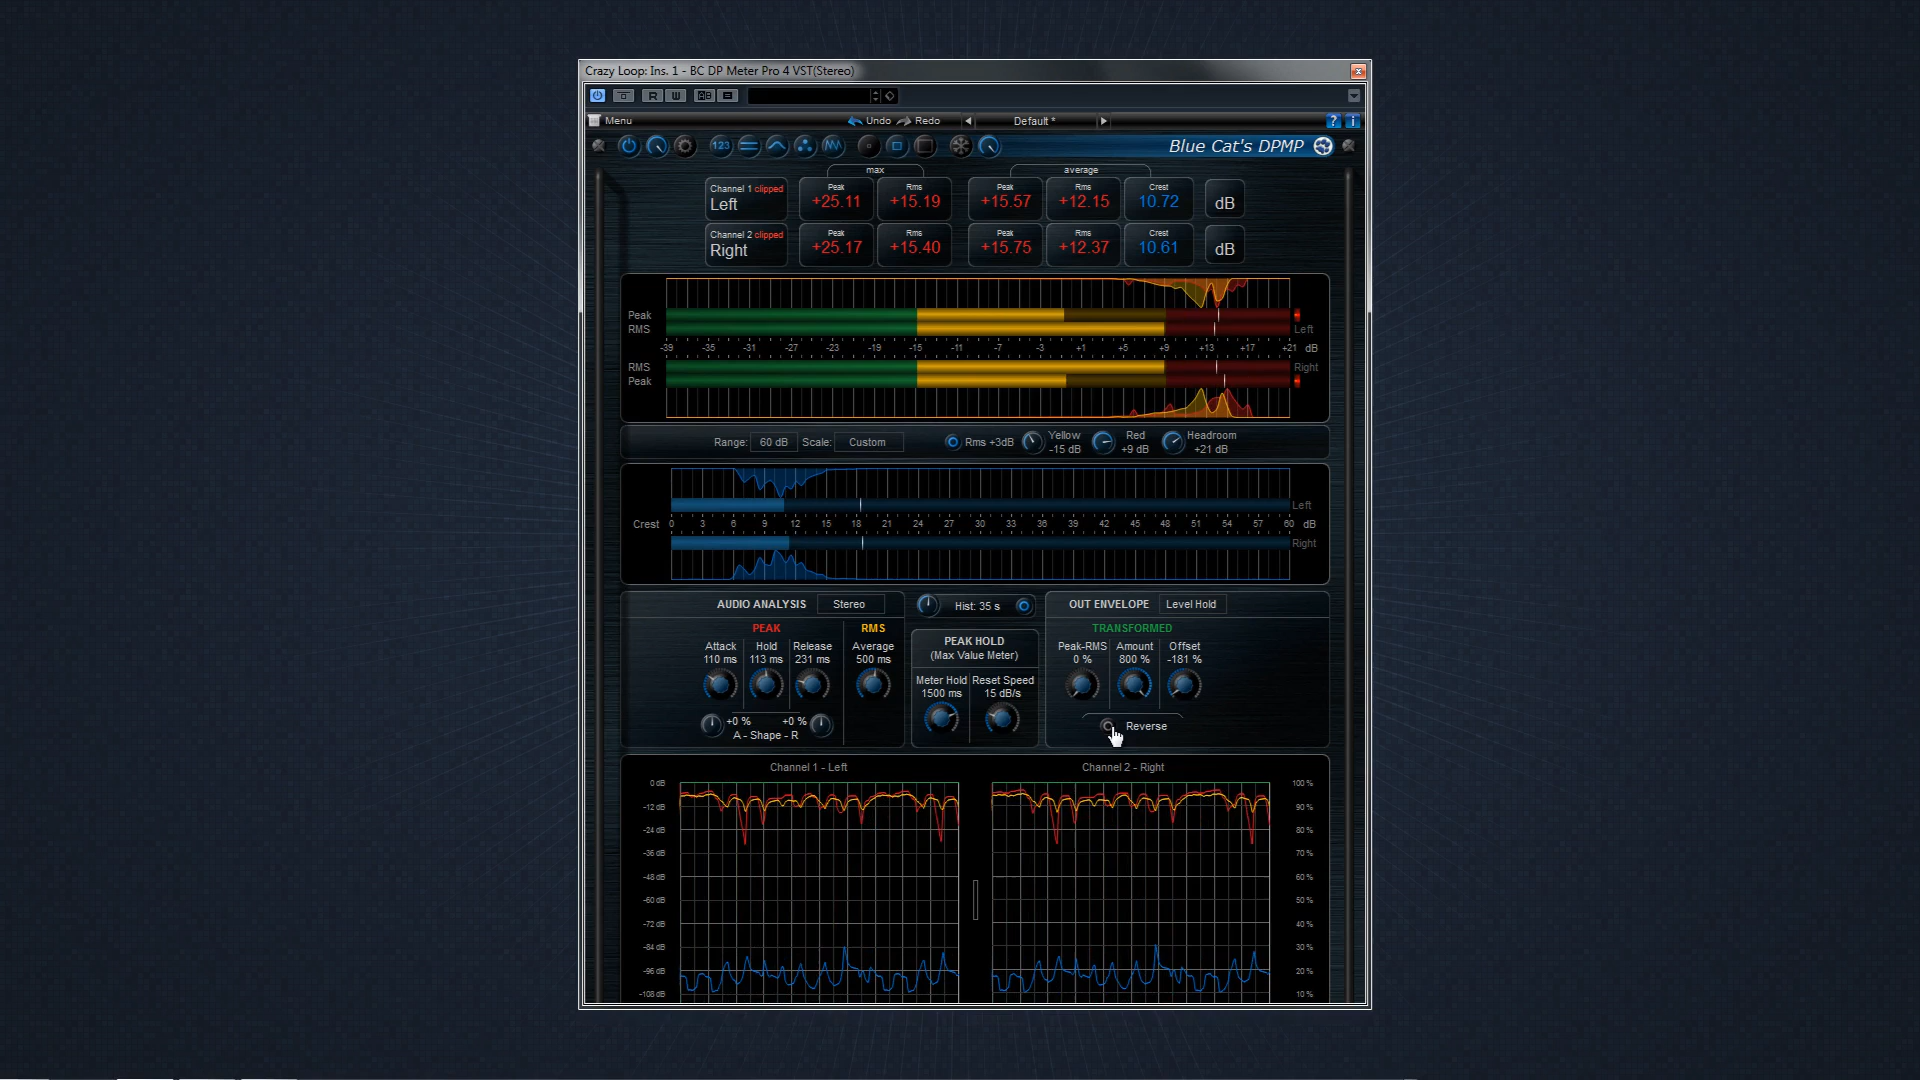 Crazy Loop: Ins. 1 - BC DP Meter Pro 4 VST(Stereo)
R W
Menu Undo Redo Default * ? i
123 Blue Cat's DPMP
max average
Channel 1 clipped Peak Rms Peak Rms Crest
Left +25.11 +15.19 +15.57 +12.15 10.72 dB
Channel 2 clipped Peak Rms Peak Rms Crest
Right +25.17 +15.40 +15.75 +12.37 10.61 dB
Peak
RMS Left
-39 -35 -31 -27 -23 -19 -15 -11 -7 -3 +1 +5 +9 +13 +17 +21 dB
RMS Right
Peak
Range: 60 dB Scale: Custom Rms +3dB Yellow -15 dB Red +9 dB Headroom +21 dB
Left
Crest 0 3 6 9 12 15 18 21 24 27 30 33 36 39 42 45 48 51 54 57 60 dB
Right
AUDIO ANALYSIS Stereo Hist: 35 s OUT ENVELOPE Level Hold
PEAK RMS TRANSFORMED
Attack Hold Release Average PEAK HOLD Peak-RMS Amount Offset
110 ms 113 ms 231 ms 500 ms (Max Value Meter) 0 % 800 % -181 %
Meter Hold Reset Speed
1500 ms 15 dB/s
+0 % +0 % Reverse
A - Shape - R
Channel 1 - Left Channel 2 - Right
0 dB 100 %
-12 dB 90 %
-24 dB 80 %
-36 dB 70 %
-48 dB 60 %
-60 dB 50 %
-72 dB 40 %
-84 dB 30 %
-96 dB 20 %
-108 dB 10 %